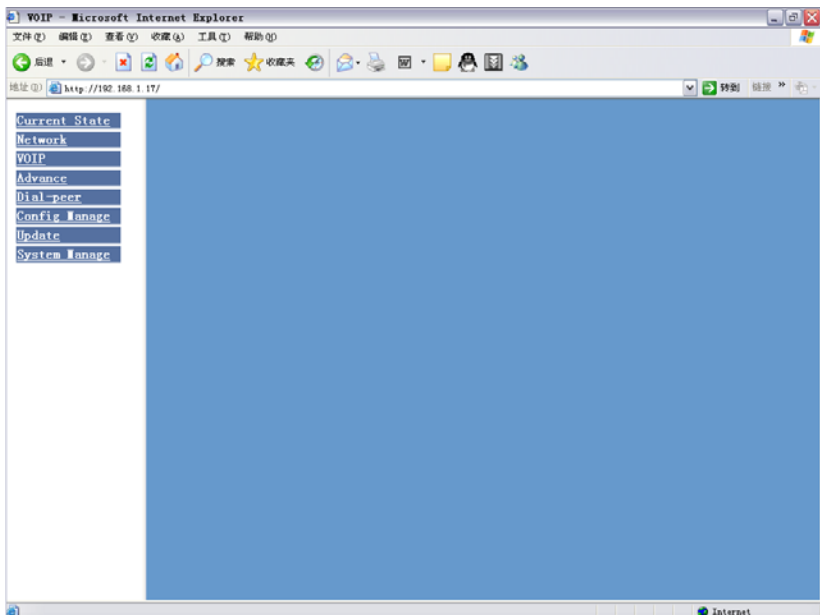 VOIP - Microsoft Internet Explorer
文件(F) 编辑(E) 查看(V) 收藏(A) 工具(T) 帮助(H)
后退 搜索 收藏夹
地址(D) http://192.168.1.17/ 转到 链接 »
Current State
Network
VOIP
Advance
Dial-peer
Config Manage
Update
System Manage
Internet